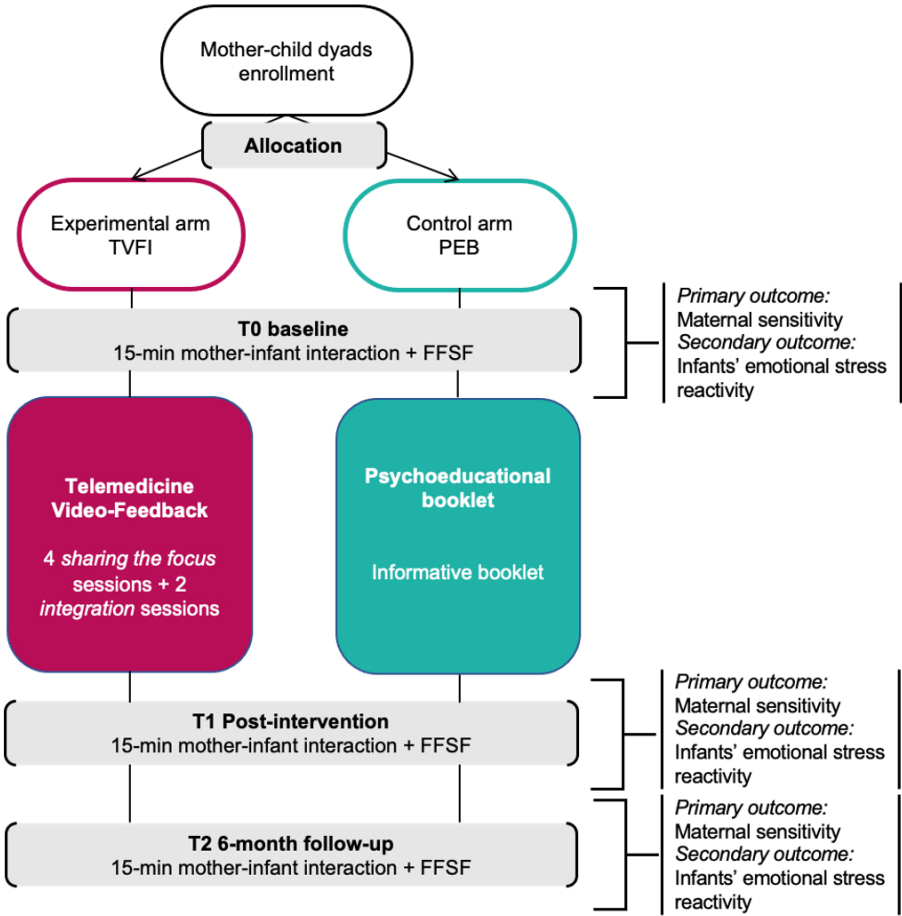 Mother-child dyads
enrollment
Allocation
Experimental arm
TVFI
Control arm
PEB
T0 baseline
15-min mother-infant interaction + FFSF
Primary outcome:
Maternal sensitivity
Secondary outcome:
Infants’ emotional stress
reactivity
Telemedicine
Video-Feedback
4 sharing the focus
sessions + 2
integration sessions
Psychoeducational
booklet
Informative booklet
T1 Post-intervention
15-min mother-infant interaction + FFSF
Primary outcome:
Maternal sensitivity
Secondary outcome:
Infants’ emotional stress
reactivity
T2 6-month follow-up
15-min mother-infant interaction + FFSF
Primary outcome:
Maternal sensitivity
Secondary outcome:
Infants’ emotional stress
reactivity